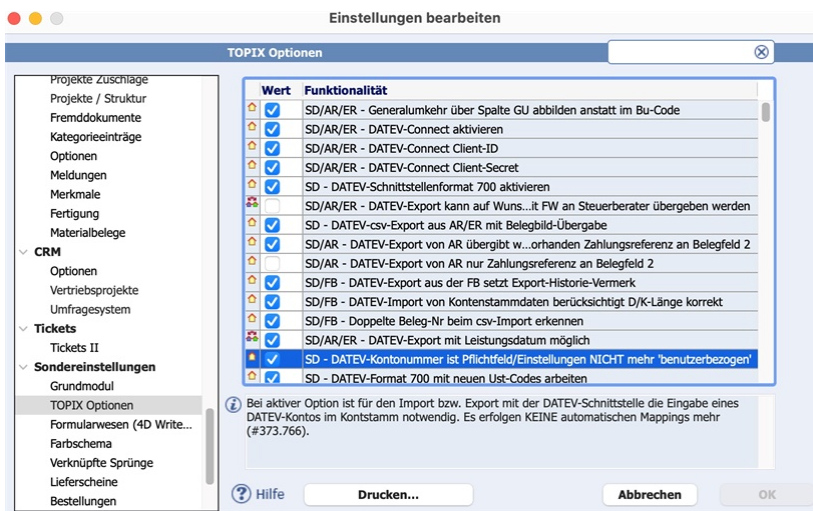 Einstellungen bearbeiten
TOPIX Optionen
Projekte Zuschläge
Projekte / Struktur
Fremddokumente
Kategorieeinträge
Optionen
Meldungen
Merkmale
Fertigung
Materialbelege
CRM
Optionen
Vertriebsprojekte
Umfragesystem
Tickets
Tickets II
Sondereinstellungen
Grundmodul
TOPIX Optionen
Formularwesen (4D Write...
Farbschema
Verknüpfte Sprünge
Lieferscheine
Bestellungen
Wert Funktionalität
SD/AR/ER - Generalumkehr über Spalte GU abbilden anstatt im Bu-Code
SD/AR/ER - DATEV-Connect aktivieren
SD/AR/ER - DATEV-Connect Client-ID
SD/AR/ER - DATEV-Connect Client-Secret
SD - DATEV-Schnittstellenformat 700 aktivieren
SD/AR/ER - DATEV-Export kann auf Wuns...it FW an Steuerberater übergeben werden
SD - DATEV-csv-Export aus AR/ER mit Belegbild-Übergabe
SD/AR - DATEV-Export von AR übergibt w...orhanden Zahlungsreferenz an Belegfeld 2
SD/AR - DATEV-Export von AR nur Zahlungsreferenz an Belegfeld 2
SD/FB - DATEV-Export aus der FB setzt Export-Historie-Vermerk
SD/FB - DATEV-Import von Kontenstammdaten berücksichtigt D/K-Länge korrekt
SD/FB - Doppelte Beleg-Nr beim csv-Import erkennen
SD/AR/ER - DATEV-Export mit Leistungsdatum möglich
SD - DATEV-Kontonummer ist Pflichtfeld/Einstellungen NICHT mehr 'benutzerbezogen'
SD - DATEV-Format 700 mit neuen Ust-Codes arbeiten
Bei aktiver Option ist für den Import bzw. Export mit der DATEV-Schnittstelle die Eingabe eines
DATEV-Kontos im Kontstamm notwendig. Es erfolgen KEINE automatischen Mappings mehr
(#373.766).
Hilfe
Drucken...
Abbrechen
OK